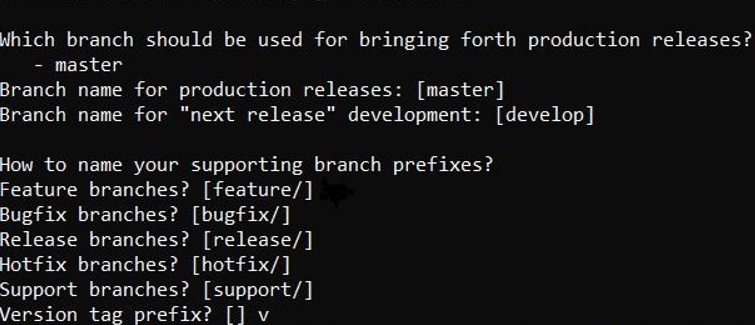 Which branch should be used for bringing forth production releases?
- master
Branch name for production releases: [master]
Branch name for "next release" development: [develop]
How to name your supporting branch prefixes?
Feature branches? [feature/]
Bugfix branches? [bugfix/]
Release branches? [release/]
Hotfix branches? [hotfix/]
Support branches? [support/]
Version tag prefix? [] v